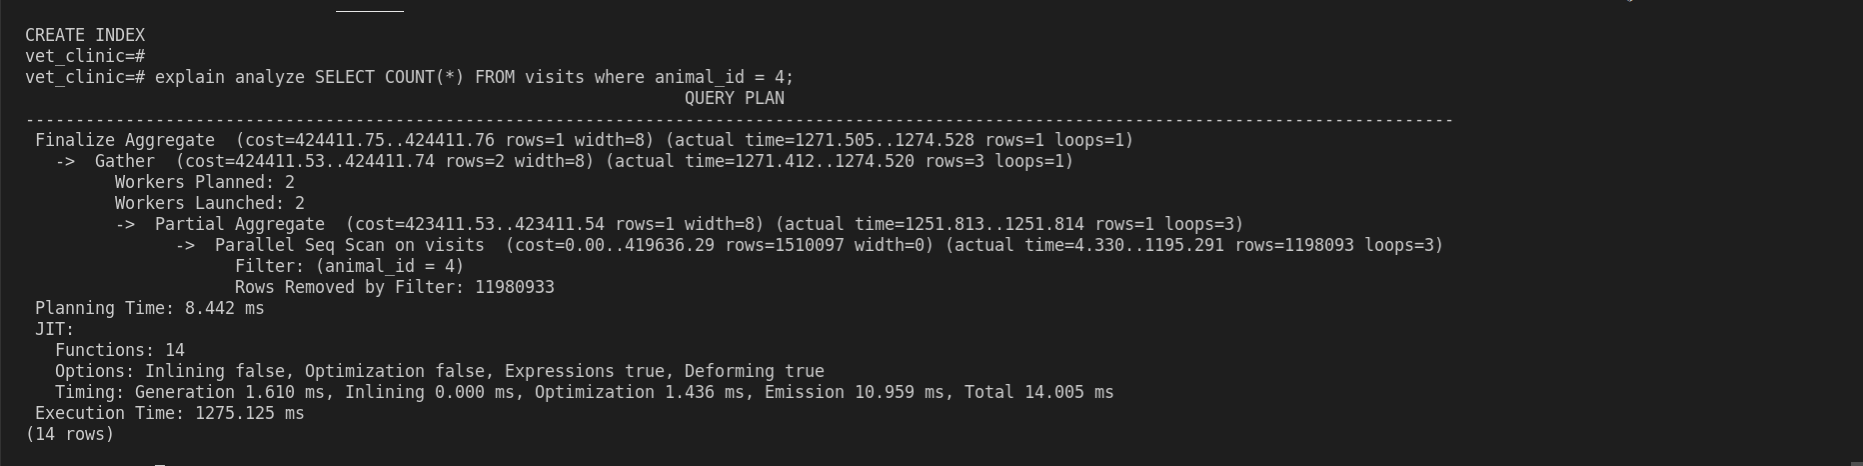 CREATE INDEX
vet_clinic=#
vet_clinic=# explain analyze SELECT COUNT(*) FROM visits where animal_id = 4;
QUERY PLAN
-----------------------------------------------------------------------------------------------------------------------------------------------
Finalize Aggregate  (cost=424411.75..424411.76 rows=1 width=8) (actual time=1271.505..1274.528 rows=1 loops=1)
->  Gather  (cost=424411.53..424411.74 rows=2 width=8) (actual time=1271.412..1274.520 rows=3 loops=1)
Workers Planned: 2
Workers Launched: 2
->  Partial Aggregate  (cost=423411.53..423411.54 rows=1 width=8) (actual time=1251.813..1251.814 rows=1 loops=3)
->  Parallel Seq Scan on visits  (cost=0.00..419636.29 rows=1510097 width=0) (actual time=4.330..1195.291 rows=1198093 loops=3)
Filter: (animal_id = 4)
Rows Removed by Filter: 11980933
Planning Time: 8.442 ms
JIT:
Functions: 14
Options: Inlining false, Optimization false, Expressions true, Deforming true
Timing: Generation 1.610 ms, Inlining 0.000 ms, Optimization 1.436 ms, Emission 10.959 ms, Total 14.005 ms
Execution Time: 1275.125 ms
(14 rows)